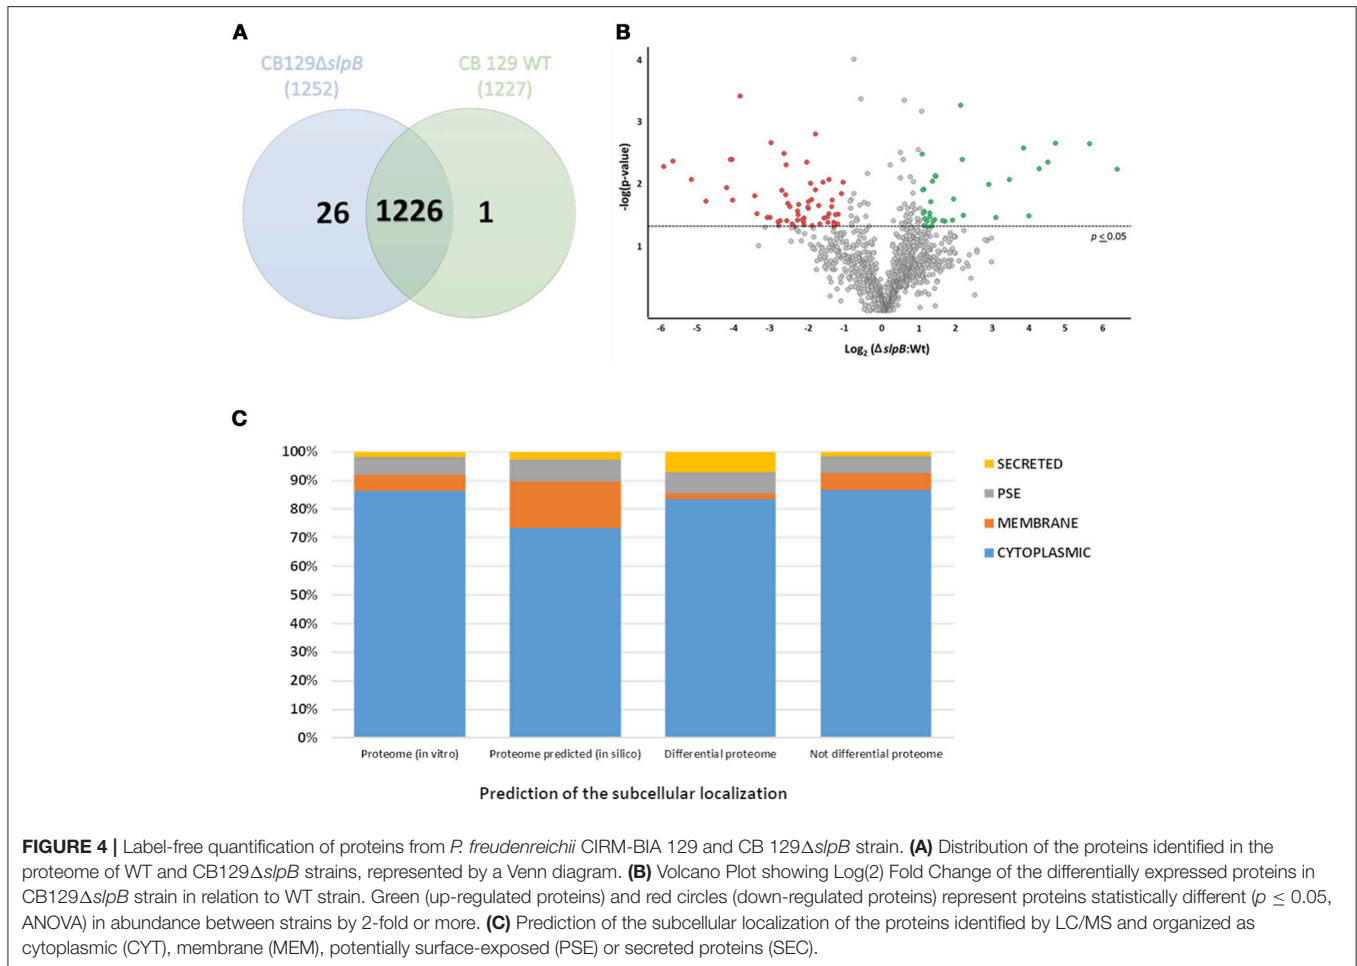 A
CB129ΔslpB
(1252)
CB 129 WT
(1227)
26
1226
1
B
4
3
2
1
-log(p-value)
p ≤0.05
-6 -5 -4 -3 -2 -1 0 1 2 3 4 5 6
Log2 (ΔslpB:Wt)
C
100%
90%
80%
70%
60%
50%
40%
30%
20%
10%
0%
SECRETED
PSE
MEMBRANE
CYTOPLASMIC
Proteome (in vitro) Proteome predicted (in silico) Differential proteome Not differential proteome
Prediction of the subcellular localization
FIGURE 4 | Label-free quantification of proteins from P. freudenreichii CIRM-BIA 129 and CB 129ΔslpB strain. (A) Distribution of the proteins identified in the
proteome of WT and CB129ΔslpB strains, represented by a Venn diagram. (B) Volcano Plot showing Log(2) Fold Change of the differentially expressed proteins in
CB129ΔslpB strain in relation to WT strain. Green (up-regulated proteins) and red circles (down-regulated proteins) represent proteins statistically different (p ≤ 0.05,
ANOVA) in abundance between strains by 2-fold or more. (C) Prediction of the subcellular localization of the proteins identified by LC/MS and organized as
cytoplasmic (CYT), membrane (MEM), potentially surface-exposed (PSE) or secreted proteins (SEC).